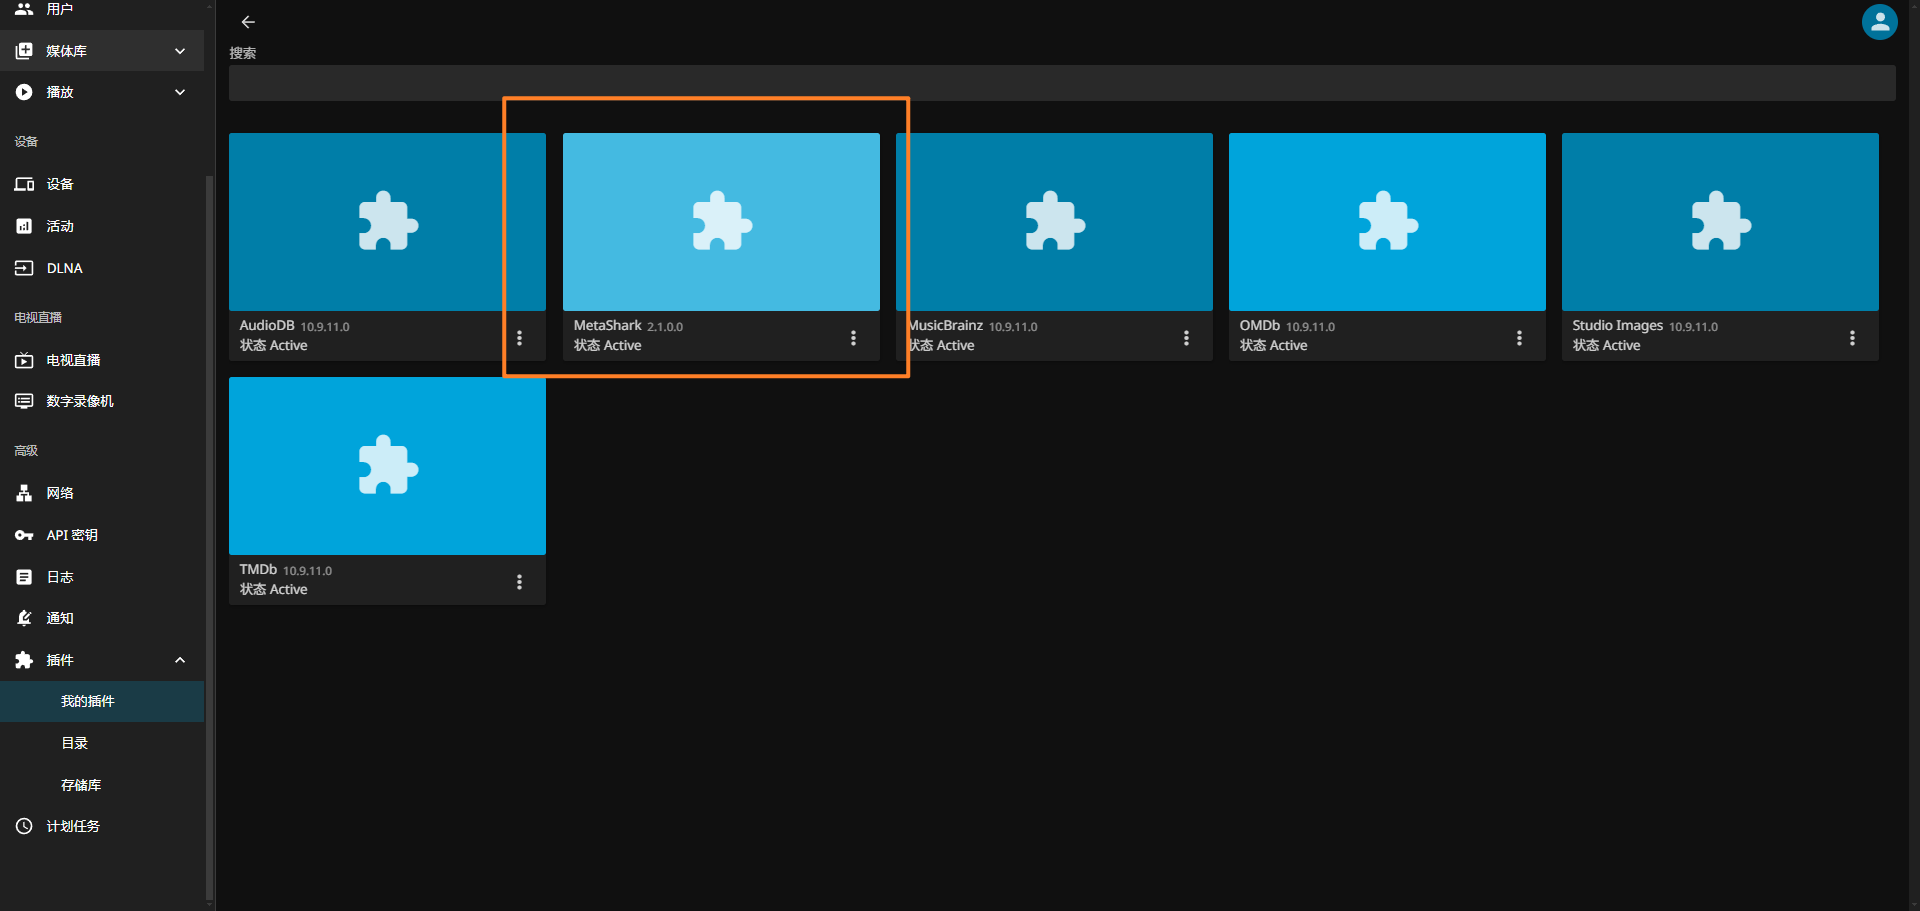 用户
媒体库
播放
设备
设备
活动
DLNA
电视直播
电视直播
数字录像机
高级
网络
API 密钥
日志
通知
插件
我的插件
目录
存储库
计划任务
搜索
AudioDB 10.9.11.0
状态 Active
MetaShark 2.1.0.0
状态 Active
MusicBrainz 10.9.11.0
状态 Active
OMDb 10.9.11.0
状态 Active
Studio Images 10.9.11.0
状态 Active
TMDb 10.9.11.0
状态 Active